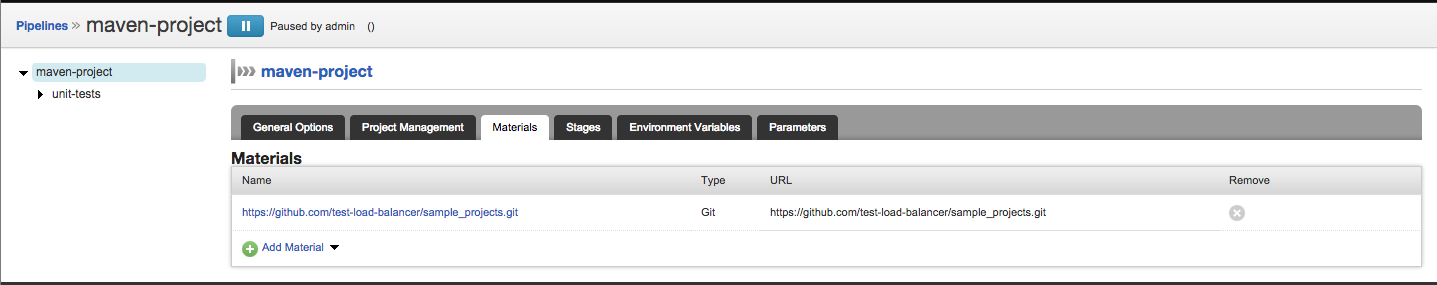 Pipelines » maven-project Paused by admin ()
maven-project
unit-tests
maven-project
General Options Project Management Materials Stages Environment Variables Parameters
Materials
Name Type URL Remove
https://github.com/test-load-balancer/sample_projects.git Git https://github.com/test-load-balancer/sample_projects.git
Add Material